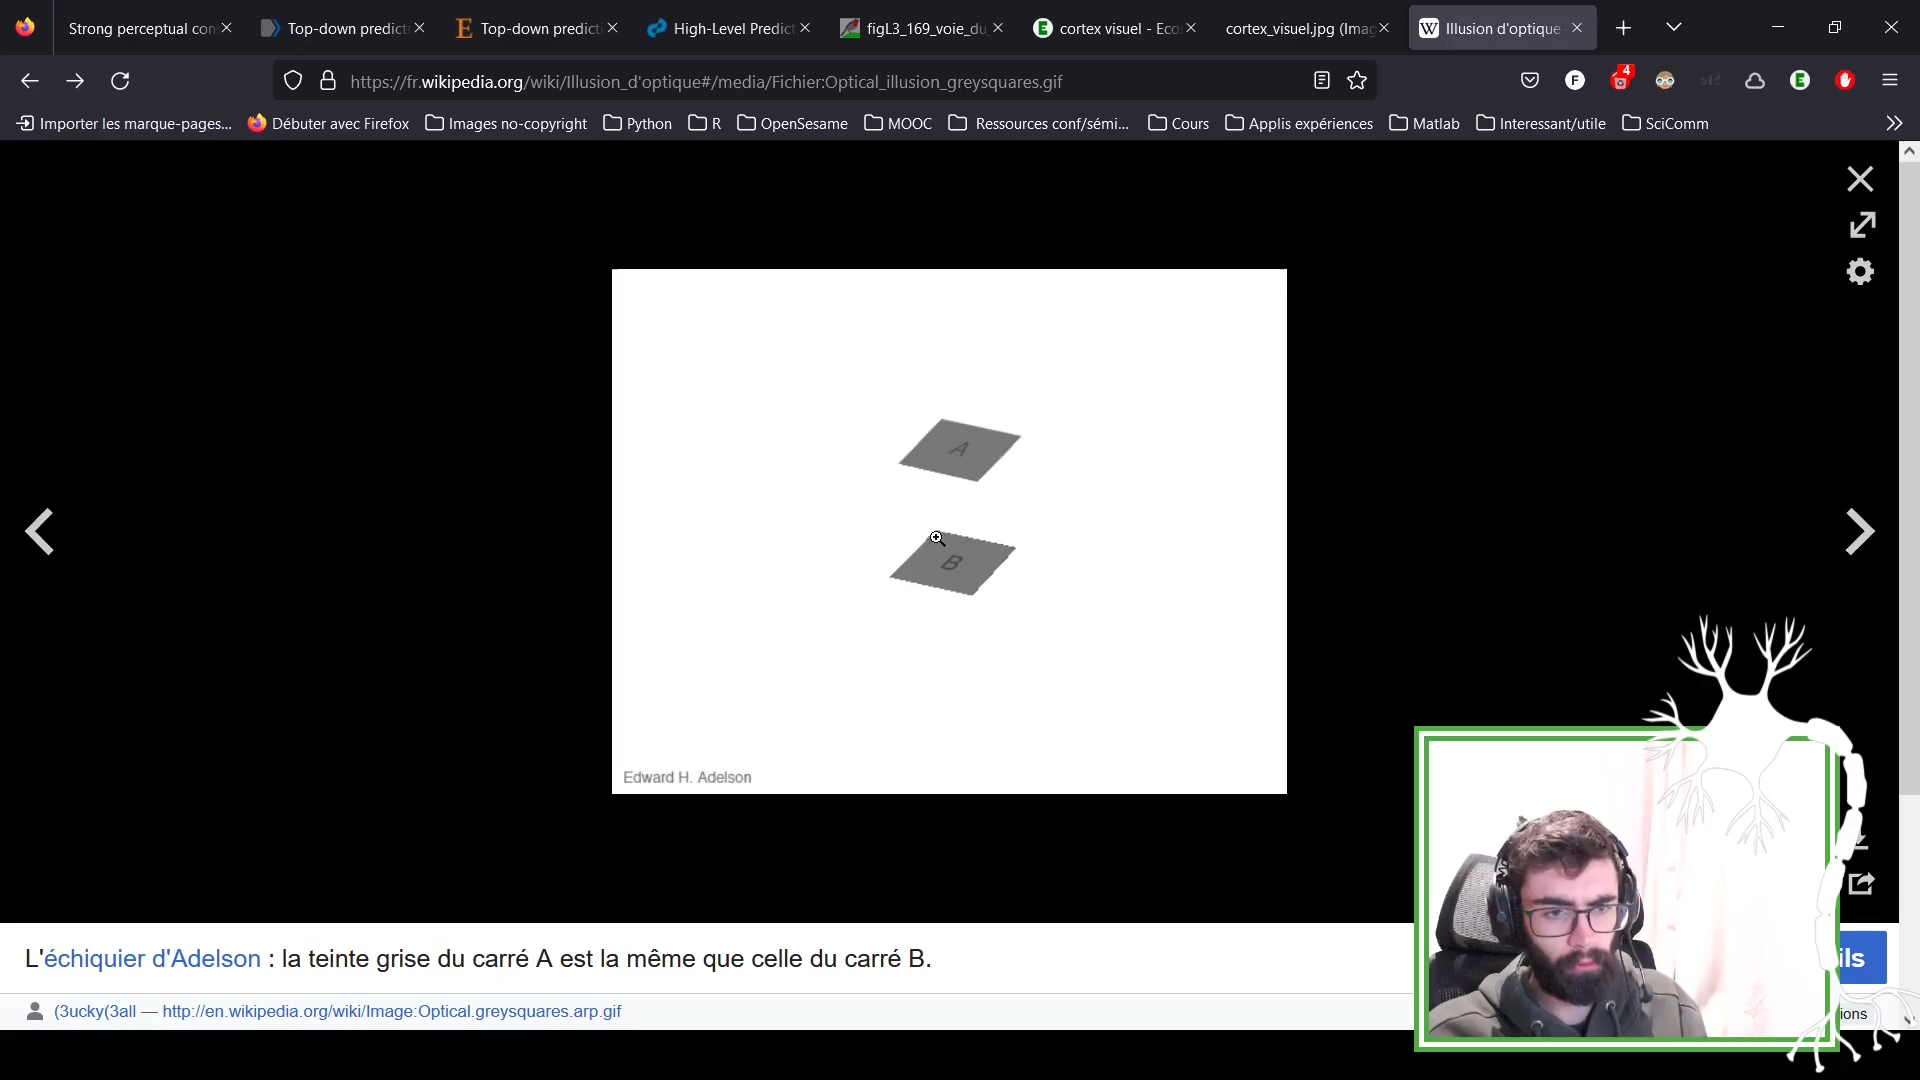 Strong perceptual con
Top-down predicti
Top-down predicti
High-Level Predict
figL3_169_voie_du_
cortex visuel - Eco
cortex_visuel.jpg (Imag
Illusion d'optique
https://fr.wikipedia.org/wiki/Illusion_d'optique#/media/Fichier:Optical_illusion_greysquares.gif
F
4
E
Importer les marque-pages...
Débuter avec Firefox
Images no-copyright
Python
R
OpenSesame
MOOC
Ressources conf/sémi...
Cours
Applis expériences
Matlab
Interessant/utile
SciComm
A
B
Edward H. Adelson
L'échiquier d'Adelson : la teinte grise du carré A est la même que celle du carré B.
ils
(3ucky(3all — http://en.wikipedia.org/wiki/Image:Optical.greysquares.arp.gif
ions